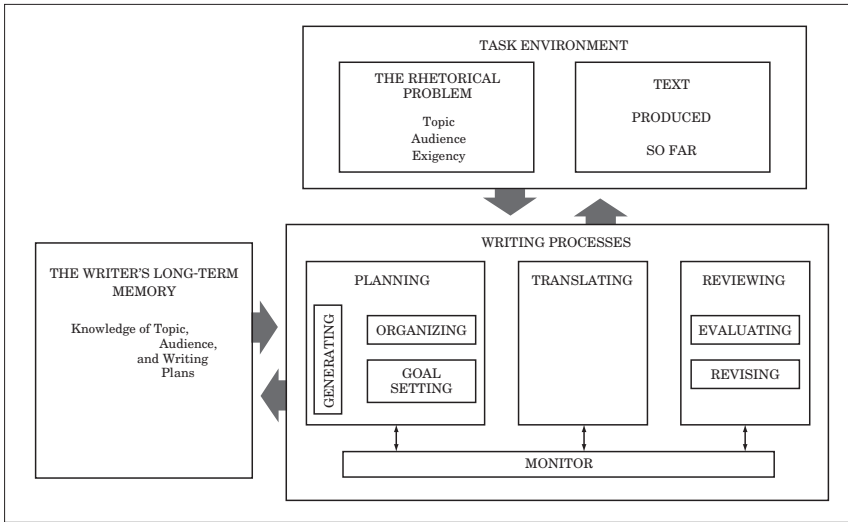 TASK ENVIRONMENT
THE RHETORICAL
PROBLEM
Topic
Audience
Exigency
TEXT
PRODUCED
SO FAR
THE WRITER'S LONG-TERM
MEMORY
Knowledge of Topic,
Audience,
and Writing
Plans
WRITING PROCESSES
PLANNING
GENERATING
ORGANIZING
GOAL
SETTING
TRANSLATING
REVIEWING
EVALUATING
REVISING
MONITOR